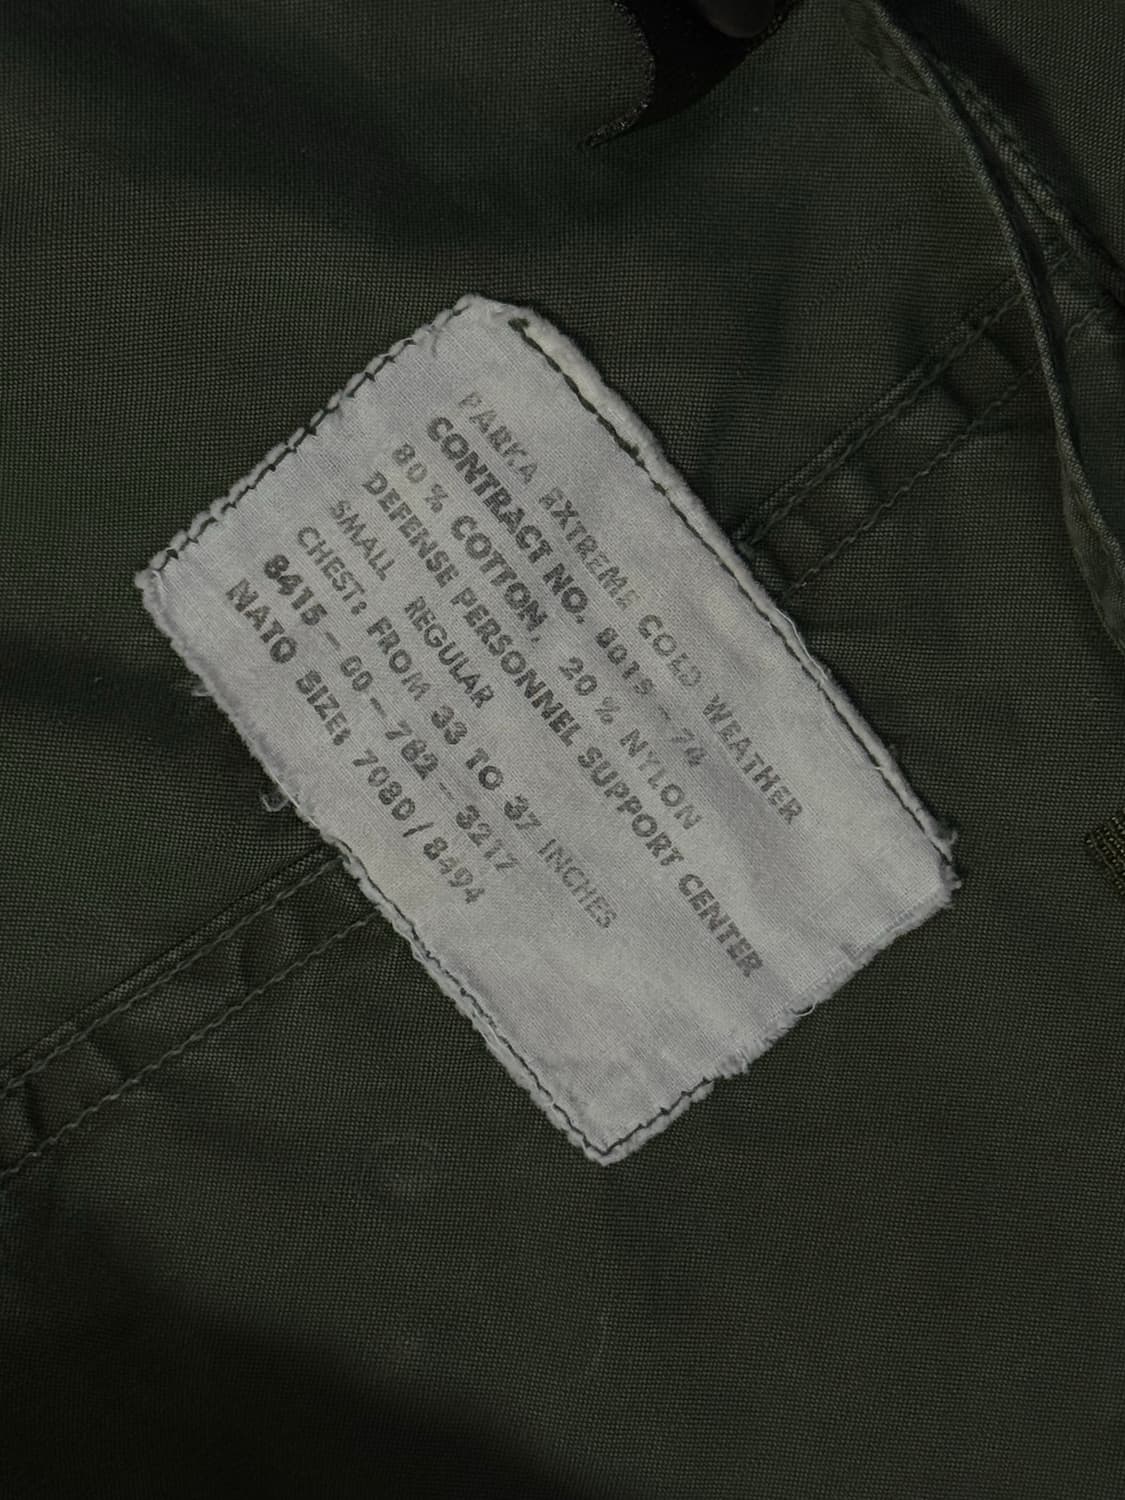 PARKA EXTREME COLD WEATHER
CONTRACT NO. 8019-74
80% COTTON, 20% NYLON
DEFENSE PERSONNEL SUPPORT CENTER
SMALL REGULAR
CHEST: FROM 33 TO 37 INCHES
8415-00-782-3217
NATO SIZE: 7080/8494